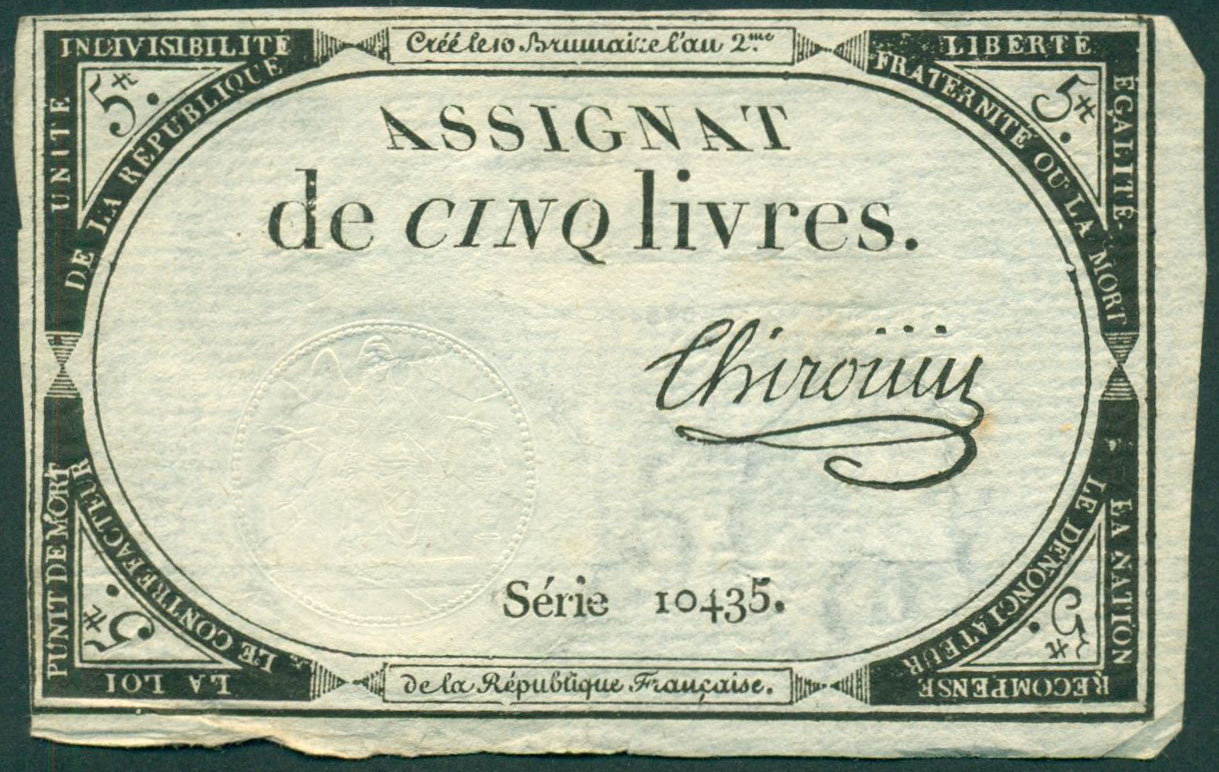 Créé le 10 Brumaire l'an 2.me
UNITÉ INDIVISIBILITÉ
DE LA RÉPUBLIQUE
5₶.
LIBERTÉ ÉGALITÉ
FRATERNITÉ OU LA MORT
5₶.
ASSIGNAT
de CINQ livres.
Série 10435.
LA LOI PUNIT DE MORT
LE CONTREFACTEUR
5₶.
LA NATION RÉCOMPENSE
LE DÉNONCIATEUR
5₶.
de la République Française.